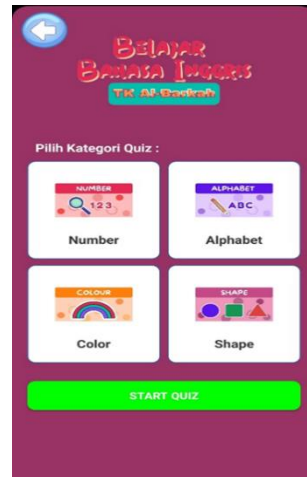 BELAJAR
BAHASA INGGRIS
TK Al-Barkah
Pilih Kategori Quiz :
NUMBER
123
Number
ALPHABET
ABC
Alphabet
COLOUR
Color
SHAPE
Shape
START QUIZ